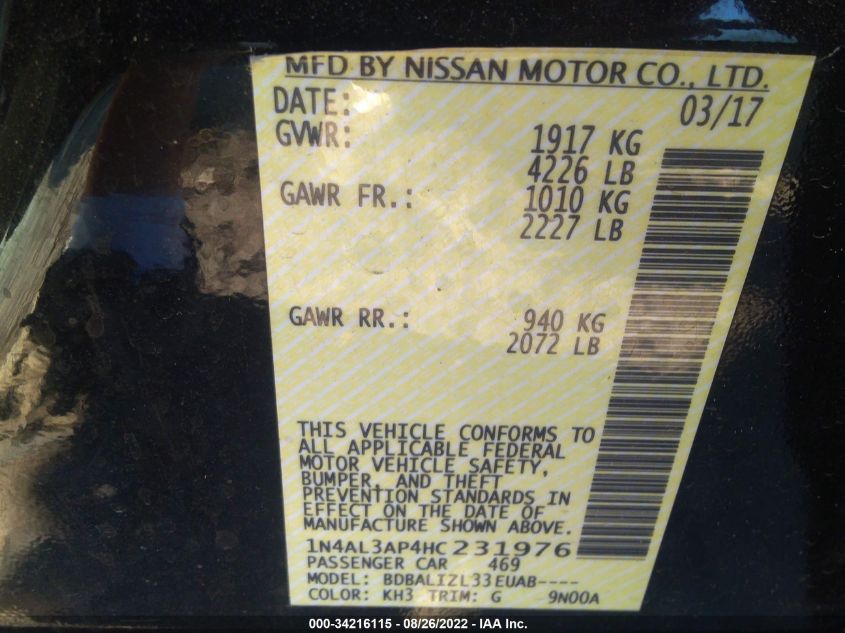 MFD BY NISSAN MOTOR CO., LTD.
DATE: 03/17
GVWR: 1917 KG
4226 LB
GAWR FR.: 1010 KG
2227 LB
GAWR RR.: 940 KG
2072 LB
THIS VEHICLE CONFORMS TO
ALL APPLICABLE FEDERAL
MOTOR VEHICLE SAFETY,
BUMPER, AND THEFT
PREVENTION STANDARDS IN
EFFECT ON THE DATE OF
MANUFACTURE SHOWN ABOVE.
1N4AL3AP4HC231976
PASSENGER CAR 469
MODEL: BDBALIZL33EUAB----
COLOR: KH3 TRIM: G 9N00A
000-34216115 - 08/26/2022 - IAA Inc.